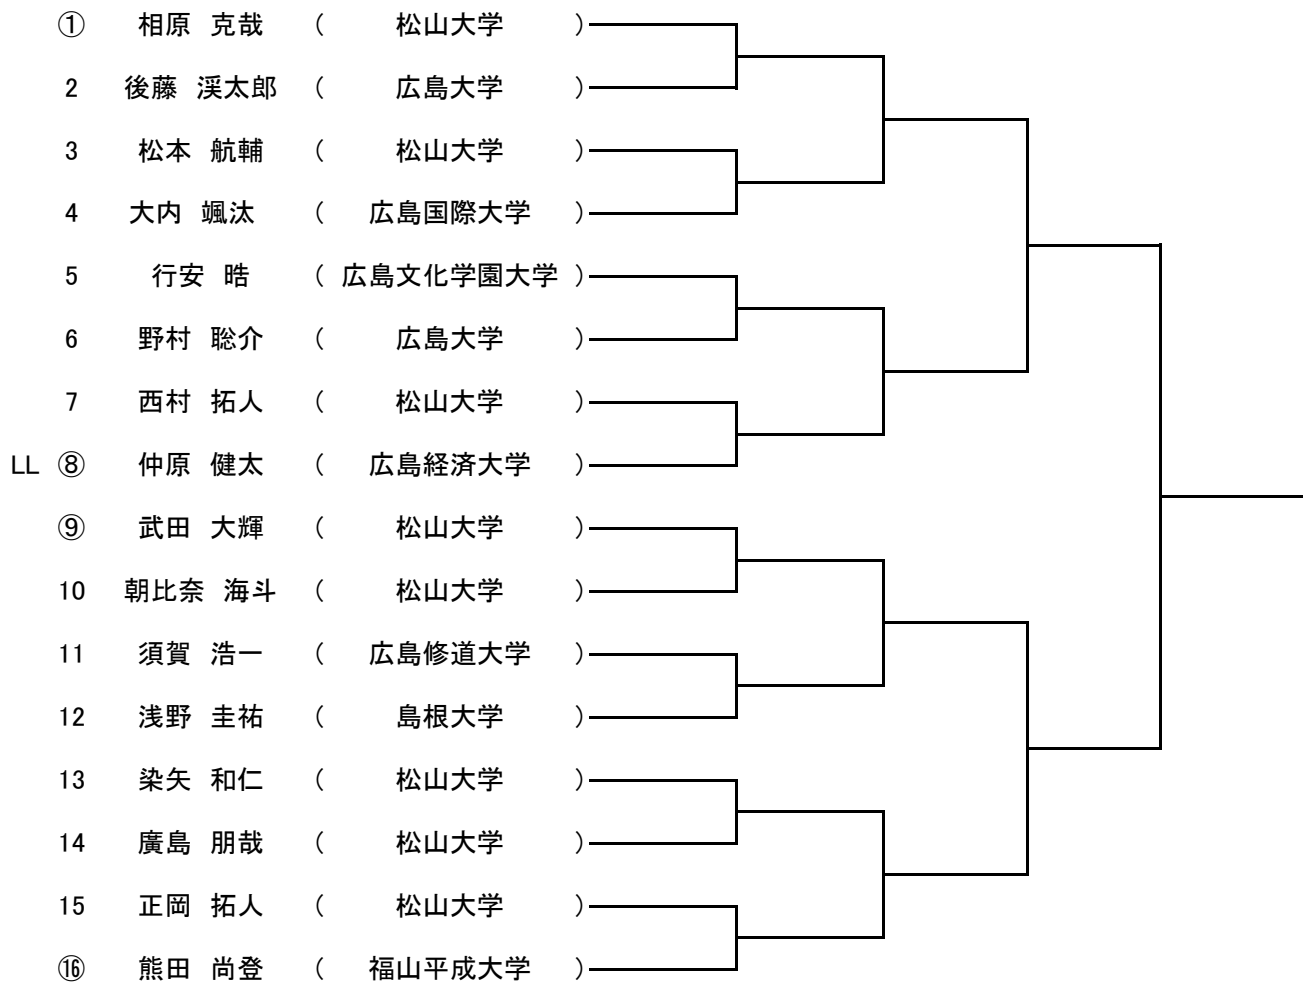 ① 相原 克哉 ( 松山大学 )
2 後藤 渓太郎 ( 広島大学 )
3 松本 航輔 ( 松山大学 )
4 大内 颯汰 ( 広島国際大学 )
5 行安 晧 ( 広島文化学園大学 )
6 野村 聡介 ( 広島大学 )
7 西村 拓人 ( 松山大学 )
LL ⑧ 仲原 健太 ( 広島経済大学 )
⑨ 武田 大輝 ( 松山大学 )
10 朝比奈 海斗 ( 松山大学 )
11 須賀 浩一 ( 広島修道大学 )
12 浅野 圭祐 ( 島根大学 )
13 染矢 和仁 ( 松山大学 )
14 廣島 朋哉 ( 松山大学 )
15 正岡 拓人 ( 松山大学 )
⑯ 熊田 尚登 ( 福山平成大学 )